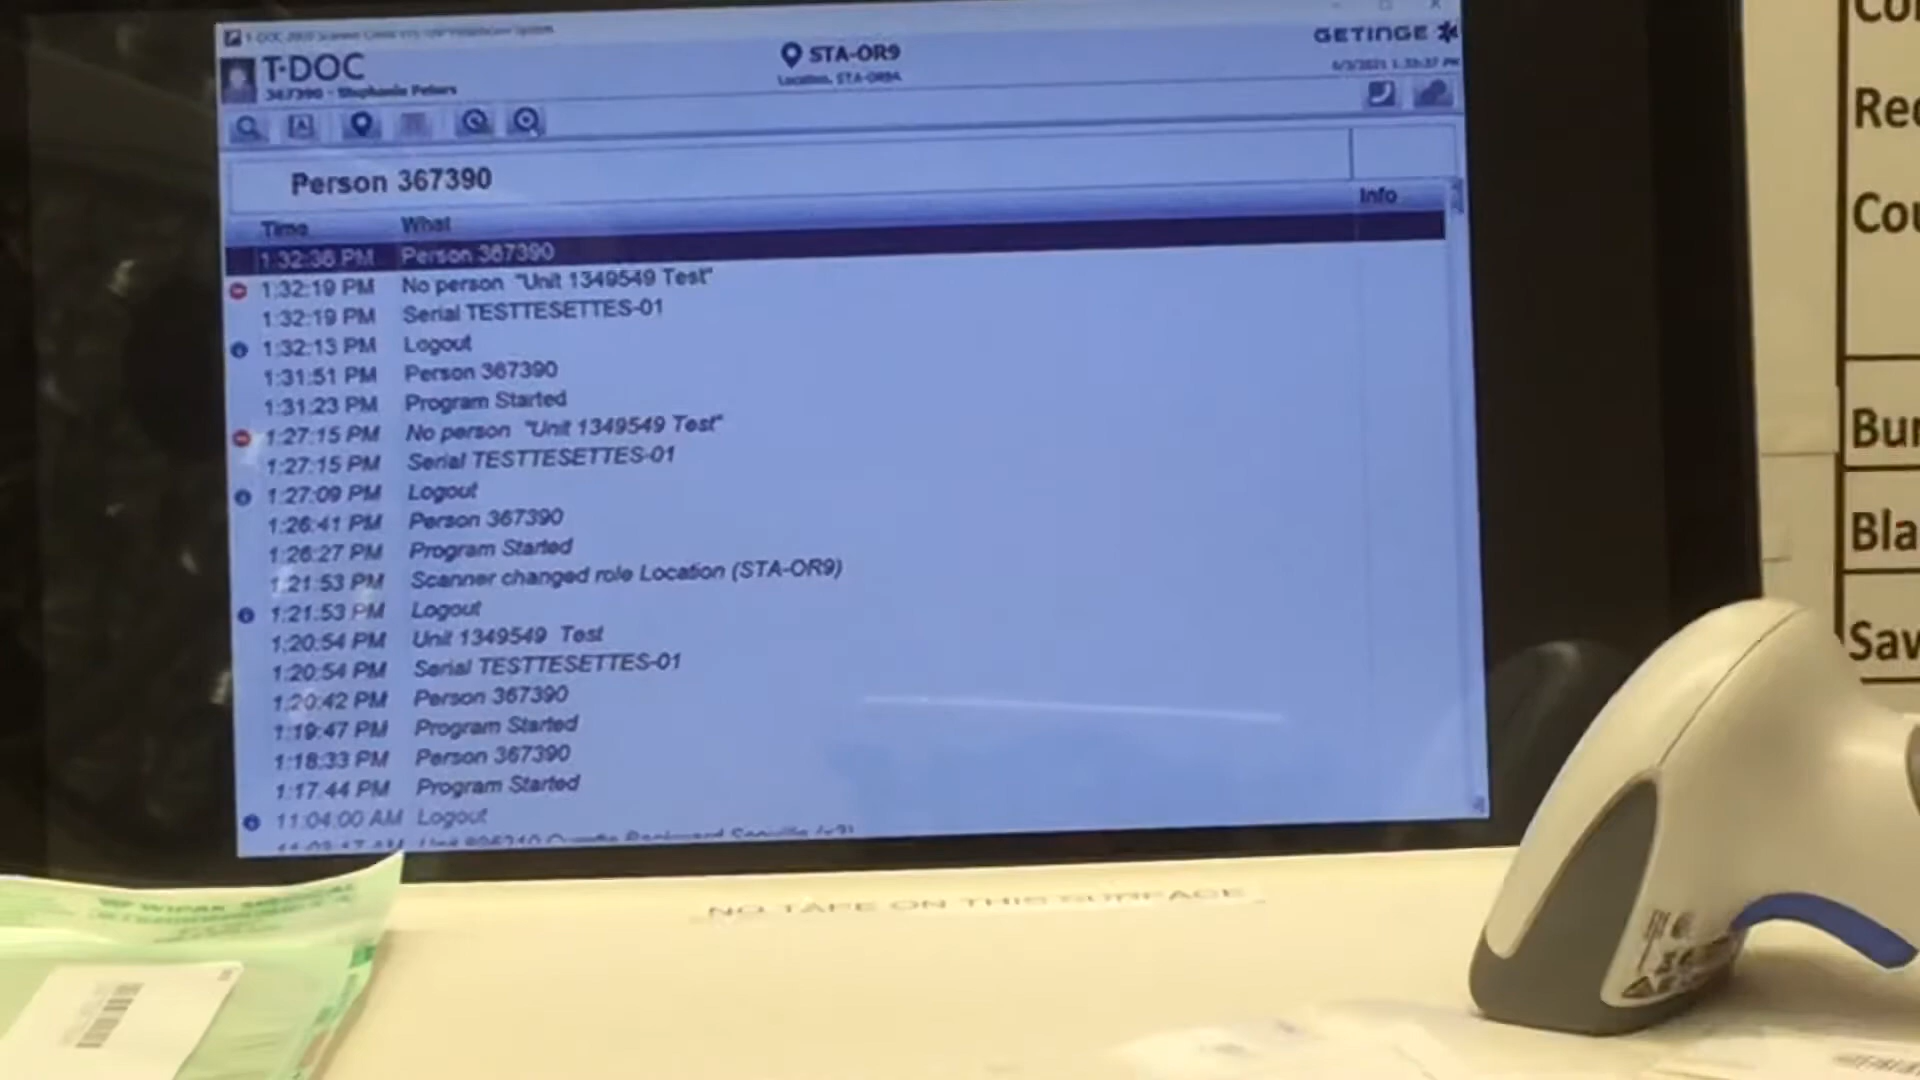 T-DOC
367390 - Stephanie Peters
STA-OR9
Location, STA-OR9A
GETINGE
Person 367390
Time What Info
1:32:36 PM Person 367390
1:32:19 PM No person "Unit 1349549 Test"
1:32:19 PM Serial TESTTESETTES-01
1:32:13 PM Logout
1:31:51 PM Person 367390
1:31:23 PM Program Started
1:27:15 PM No person "Unit 1349549 Test"
1:27:15 PM Serial TESTTESETTES-01
1:27:09 PM Logout
1:26:41 PM Person 367390
1:26:27 PM Program Started
1:21:53 PM Scanner changed role Location (STA-OR9)
1:21:53 PM Logout
1:20:54 PM Unit 1349549 Test
1:20:54 PM Serial TESTTESETTES-01
1:20:42 PM Person 367390
1:19:47 PM Program Started
1:18:33 PM Person 367390
1:17:44 PM Program Started
11:04:00 AM Logout
NO TAPE ON THIS SURFACE
Rec
Cou
Bur
Bla
Sav